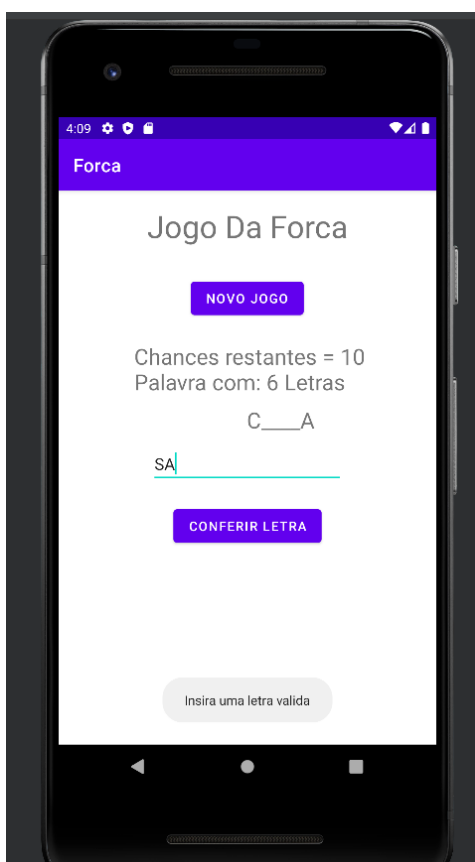 4:09
Forca
Jogo Da Forca
NOVO JOGO
Chances restantes = 10
Palavra com: 6 Letras
C____A
SA
CONFERIR LETRA
Insira uma letra valida